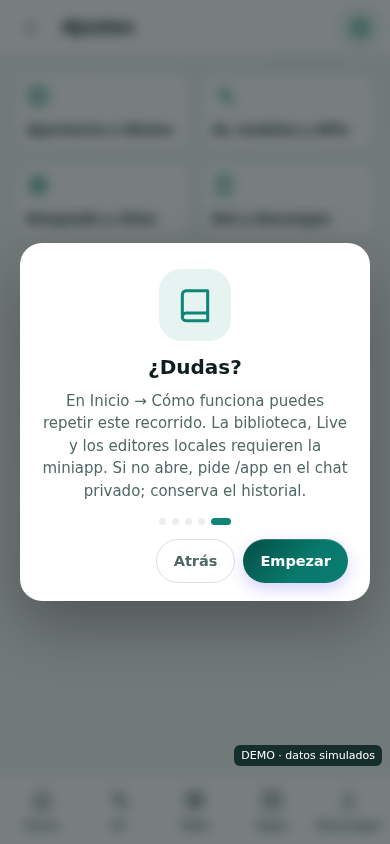 Ajustes
¿Dudas?
En Inicio → Cómo funciona puedes
repetir este recorrido. La biblioteca, Live
y los editores locales requieren la
miniapp. Si no abre, pide /app en el chat
privado; conserva el historial.
Atrás
Empezar
DEMO · datos simulados